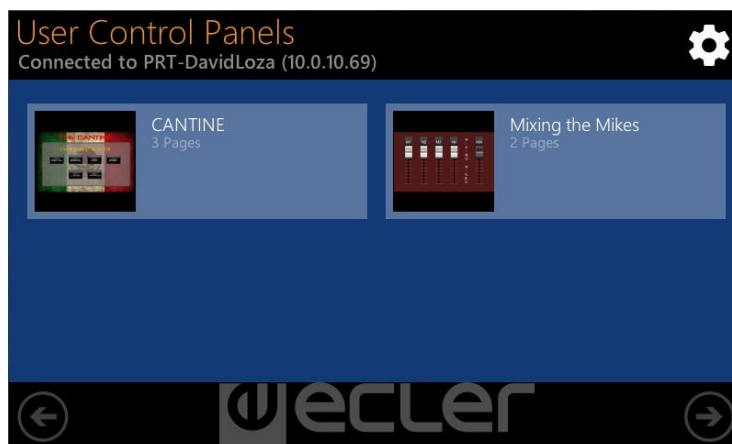 User Control Panels
Connected to PRT-DavidLoza (10.0.10.69)
CANTINE
3 Pages
Mixing the Mikes
2 Pages
ecler